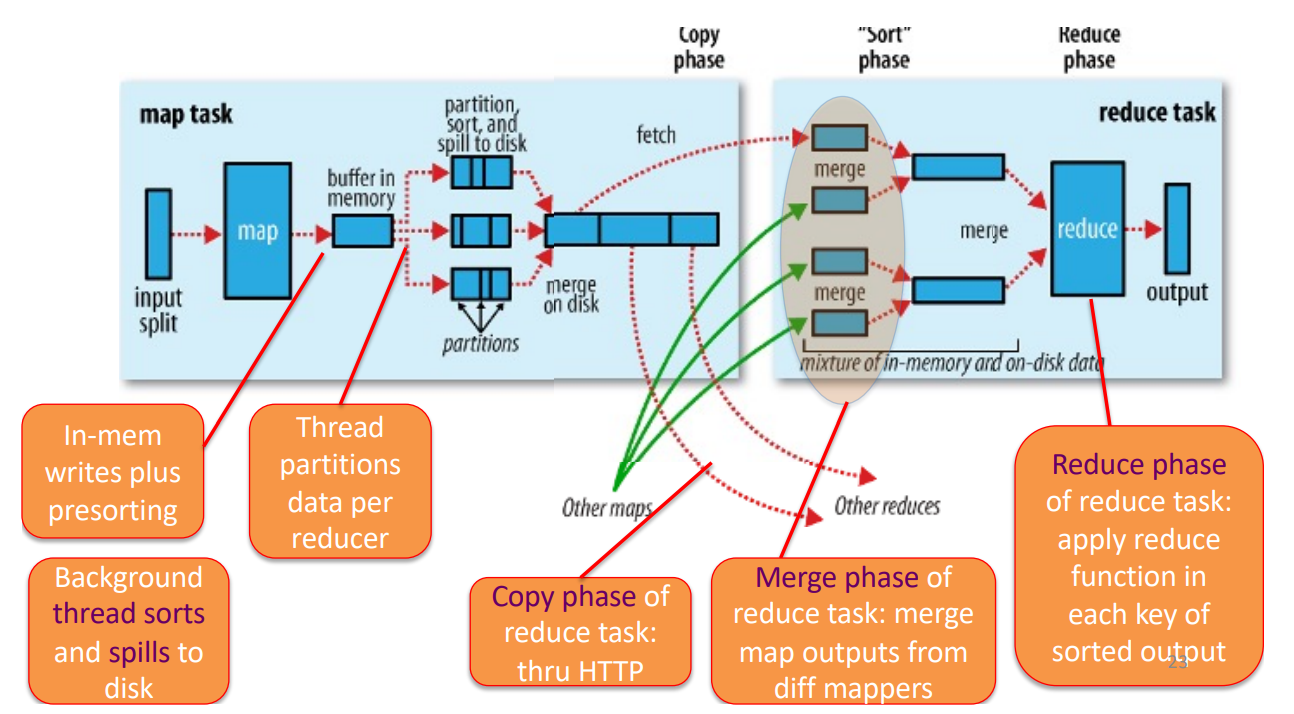 Copy
phase
"Sort"
phase
Reduce
phase
map task
partition,
sort, and
spill to disk
fetch
reduce task
buffer in
memory
merge
map
merge
reduce
merge
input
split
merge
on disk
output
partitions
mixture of in-memory and on-disk data
In-mem
writes plus
presorting
Thread
partitions
data per
reducer
Other maps
Other reduces
Background
thread sorts
and spills to
disk
Copy phase of
reduce task:
thru HTTP
Merge phase of
reduce task: merge
map outputs from
diff mappers
Reduce phase
of reduce task:
apply reduce
function in
each key of
sorted output
23